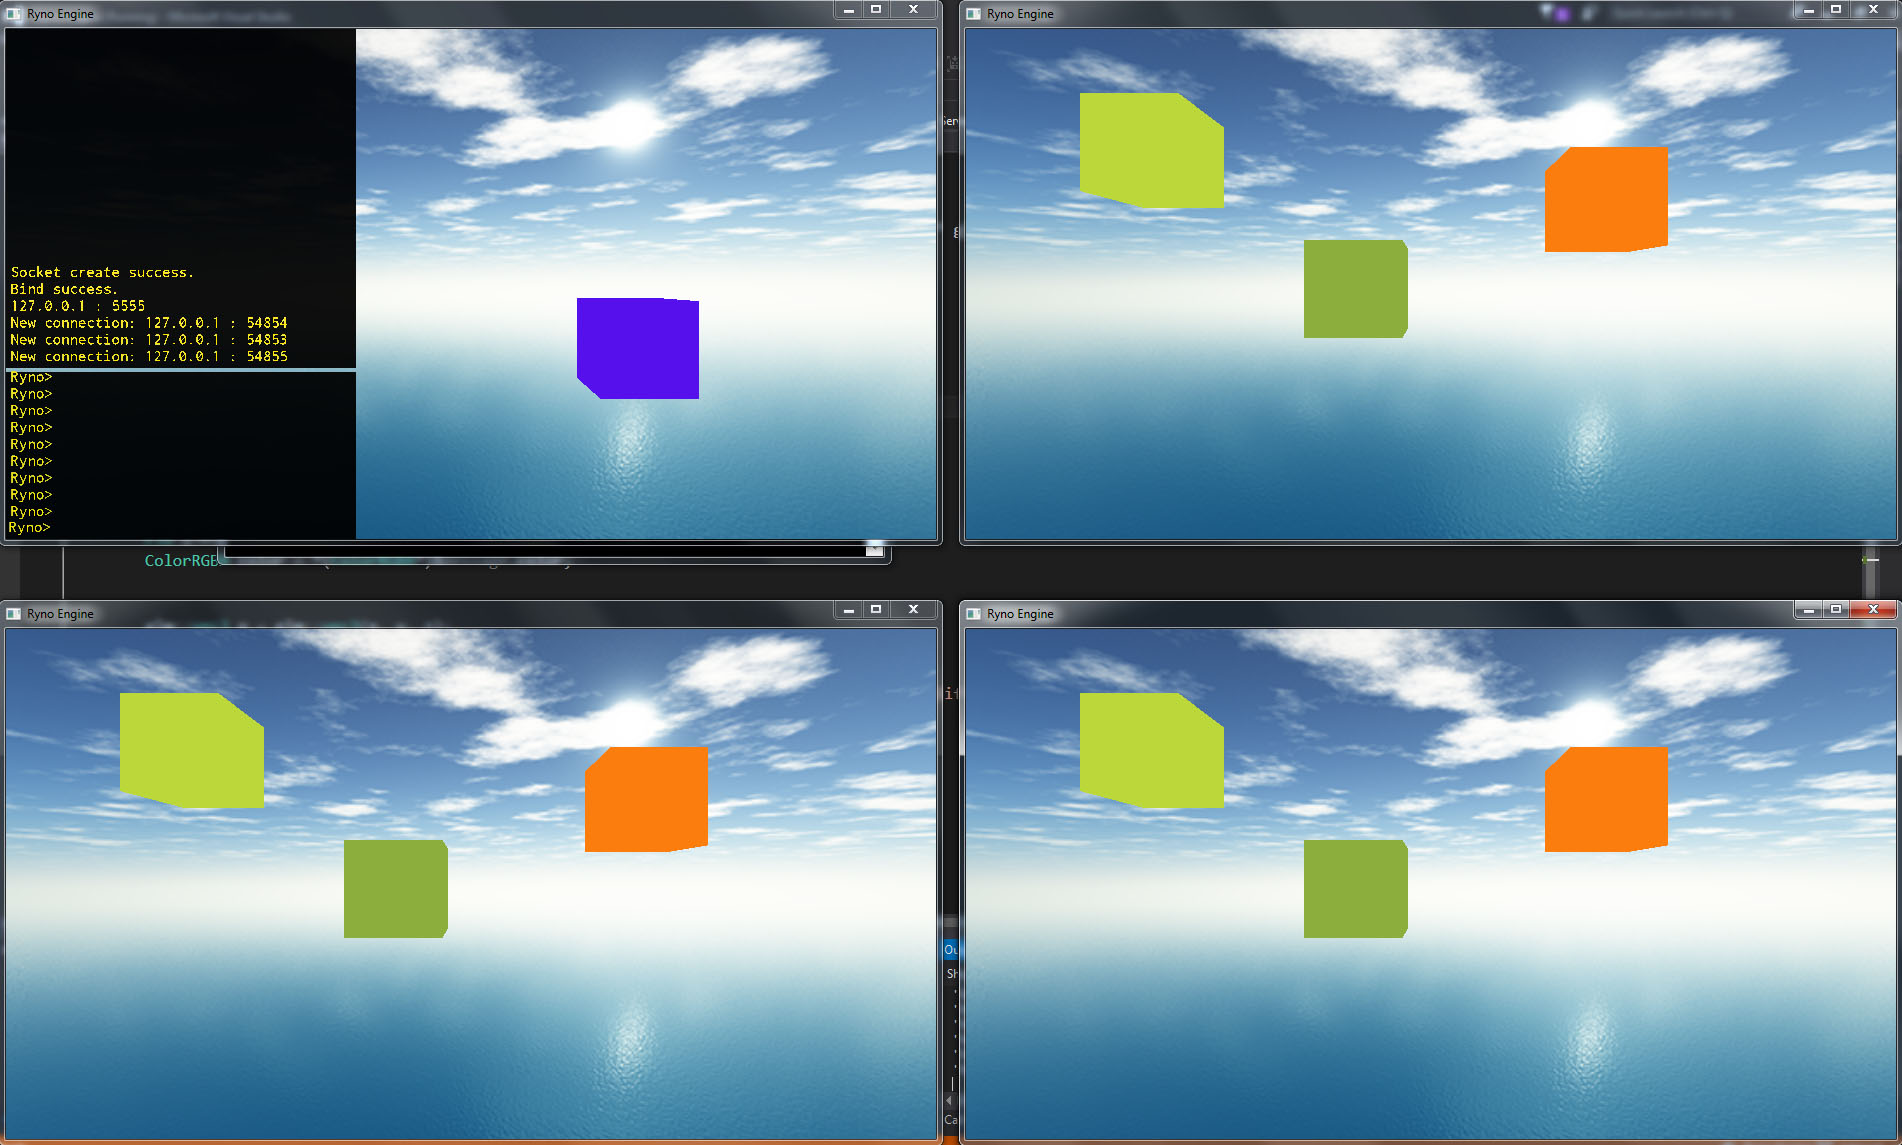 Ryno Engine
Socket create success.
Bind success.
127.0.0.1 : 5555
New connection: 127.0.0.1 : 54854
New connection: 127.0.0.1 : 54853
New connection: 127.0.0.1 : 54855
Ryno>
Ryno>
Ryno>
Ryno>
Ryno>
Ryno>
Ryno>
Ryno>
Ryno>
Ryno>
Ryno Engine
ColorRGB
Ryno Engine
Ryno Engine